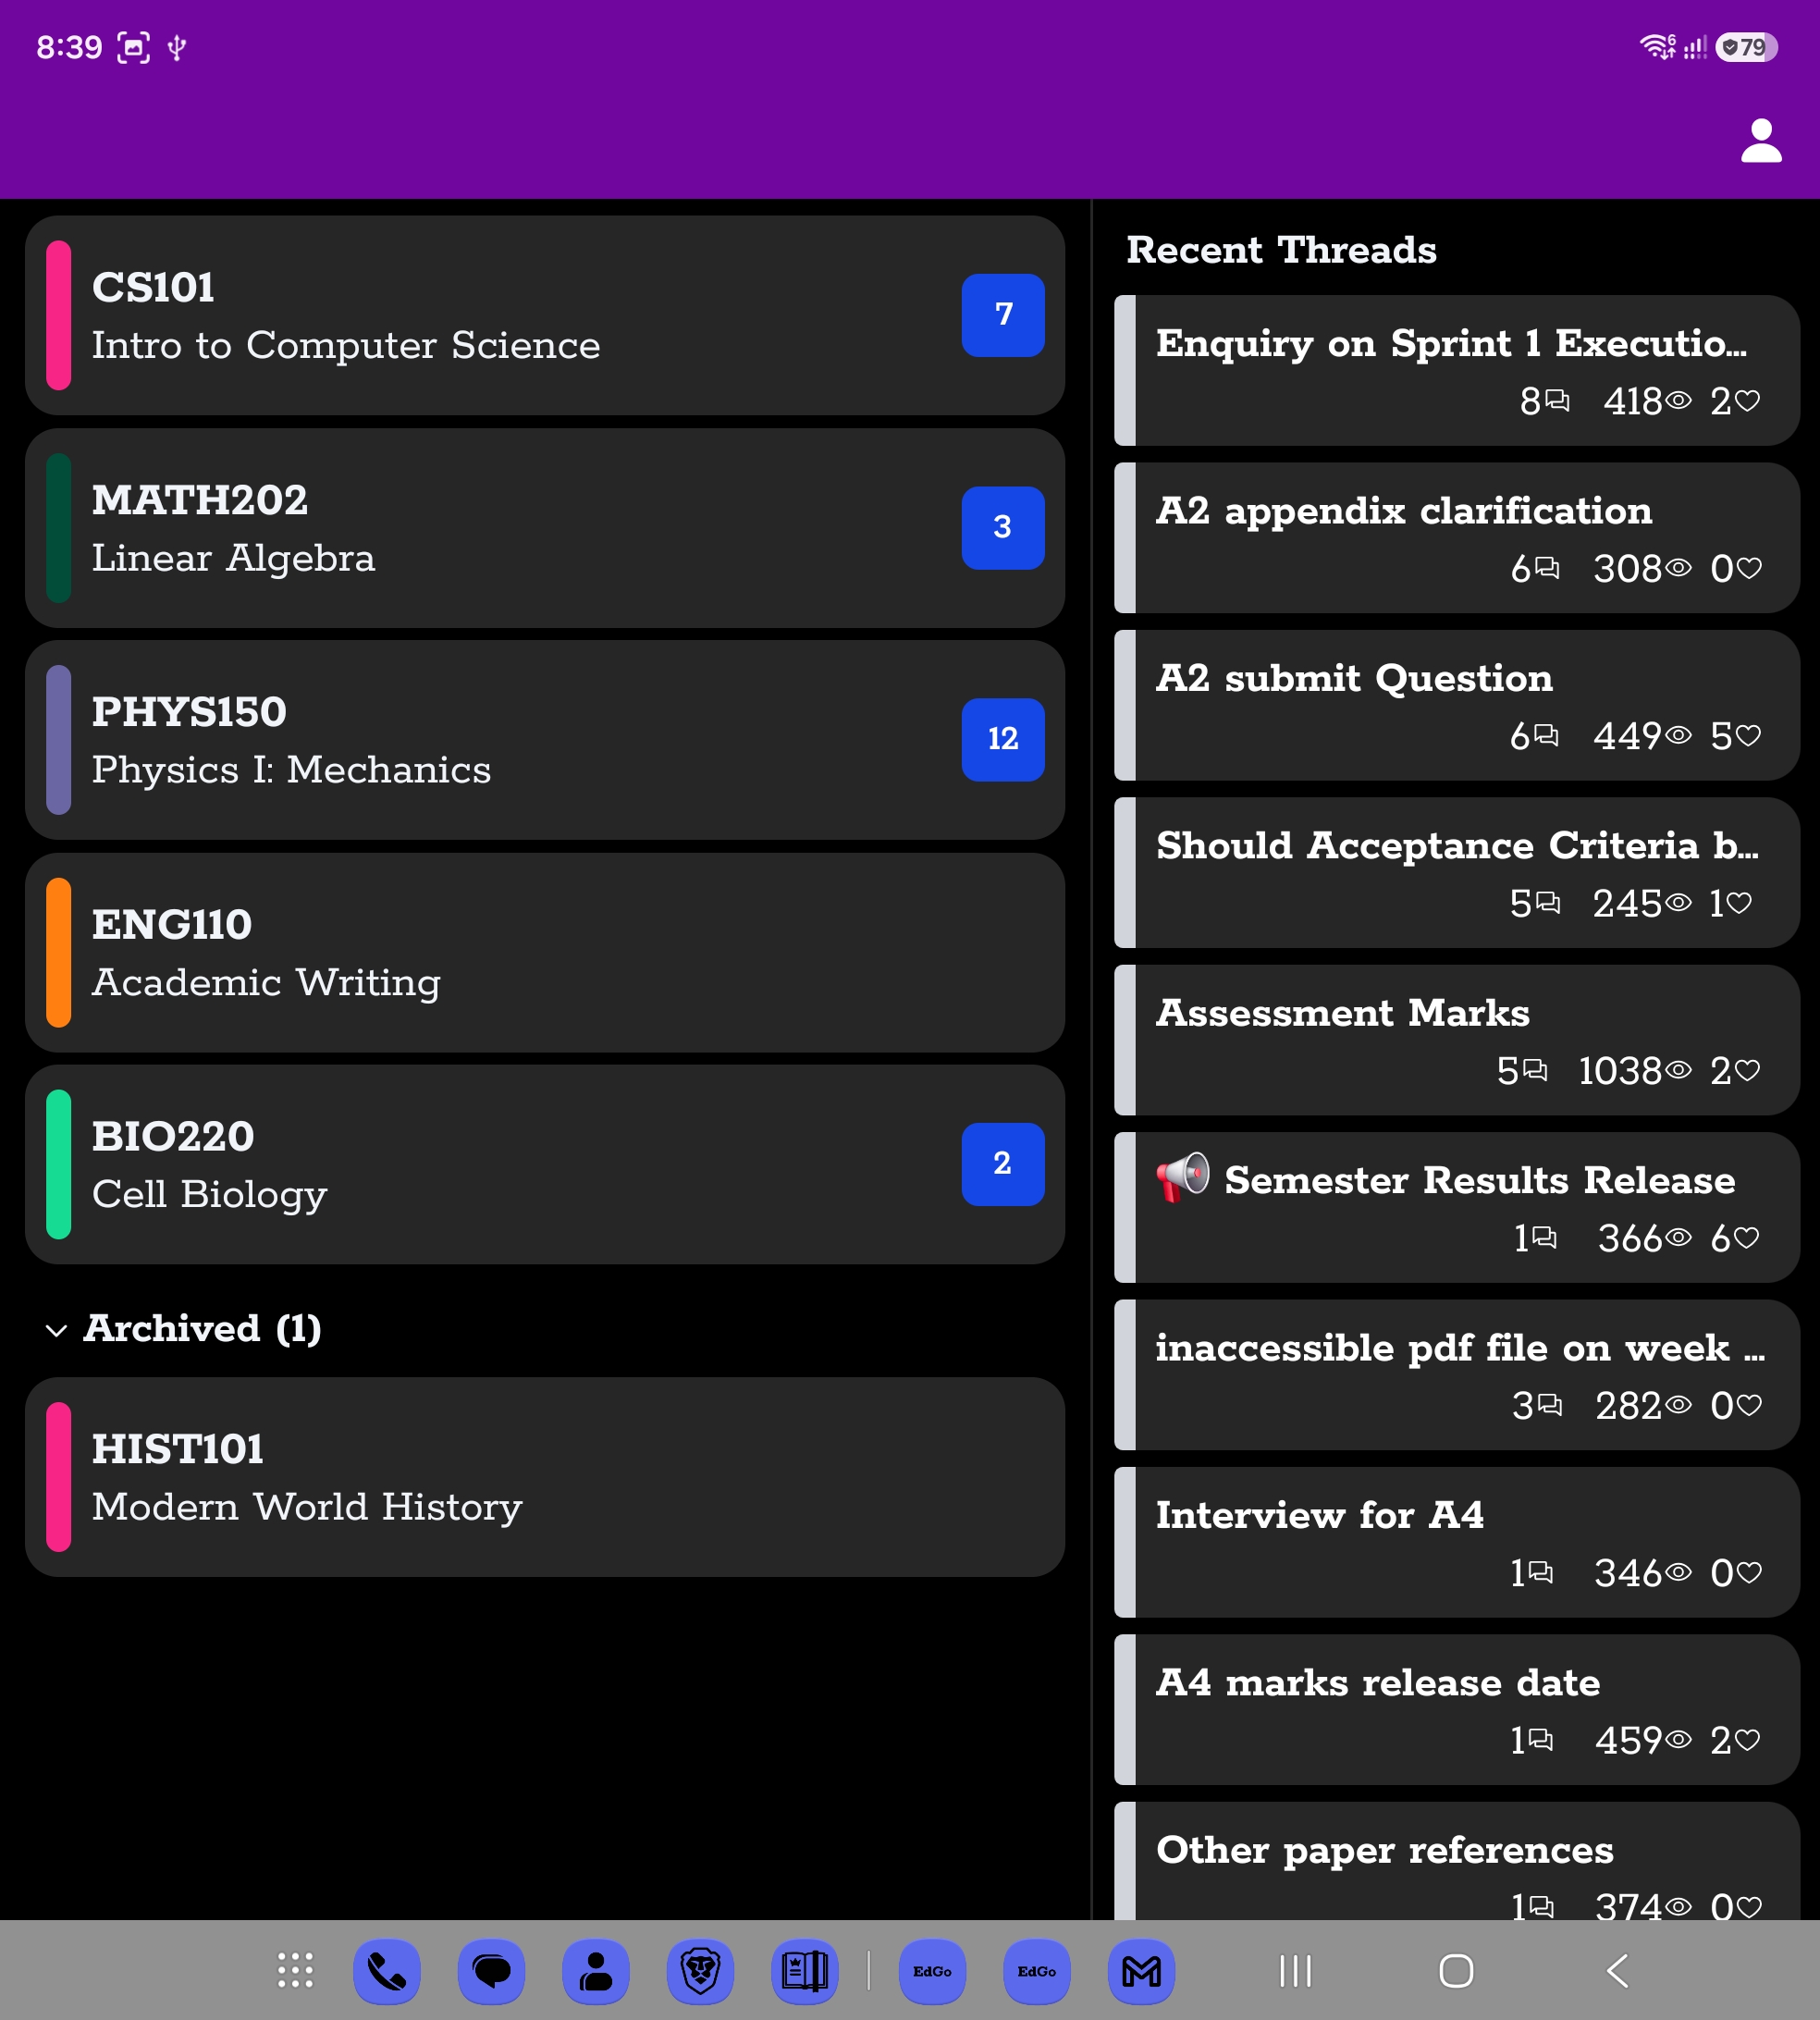 8:39
6
79
CS101
Intro to Computer Science
7
MATH202
Linear Algebra
3
PHYS150
Physics I: Mechanics
12
ENG110
Academic Writing
BIO220
Cell Biology
2
Archived (1)
HIST101
Modern World History
Recent Threads
Enquiry on Sprint 1 Executio...
8 418 2
A2 appendix clarification
6 308 0
A2 submit Question
6 449 5
Should Acceptance Criteria b...
5 245 1
Assessment Marks
5 1038 2
Semester Results Release
1 366 6
inaccessible pdf file on week ...
3 282 0
Interview for A4
1 346 0
A4 marks release date
1 459 2
Other paper references
1 374 0
EdGo
EdGo